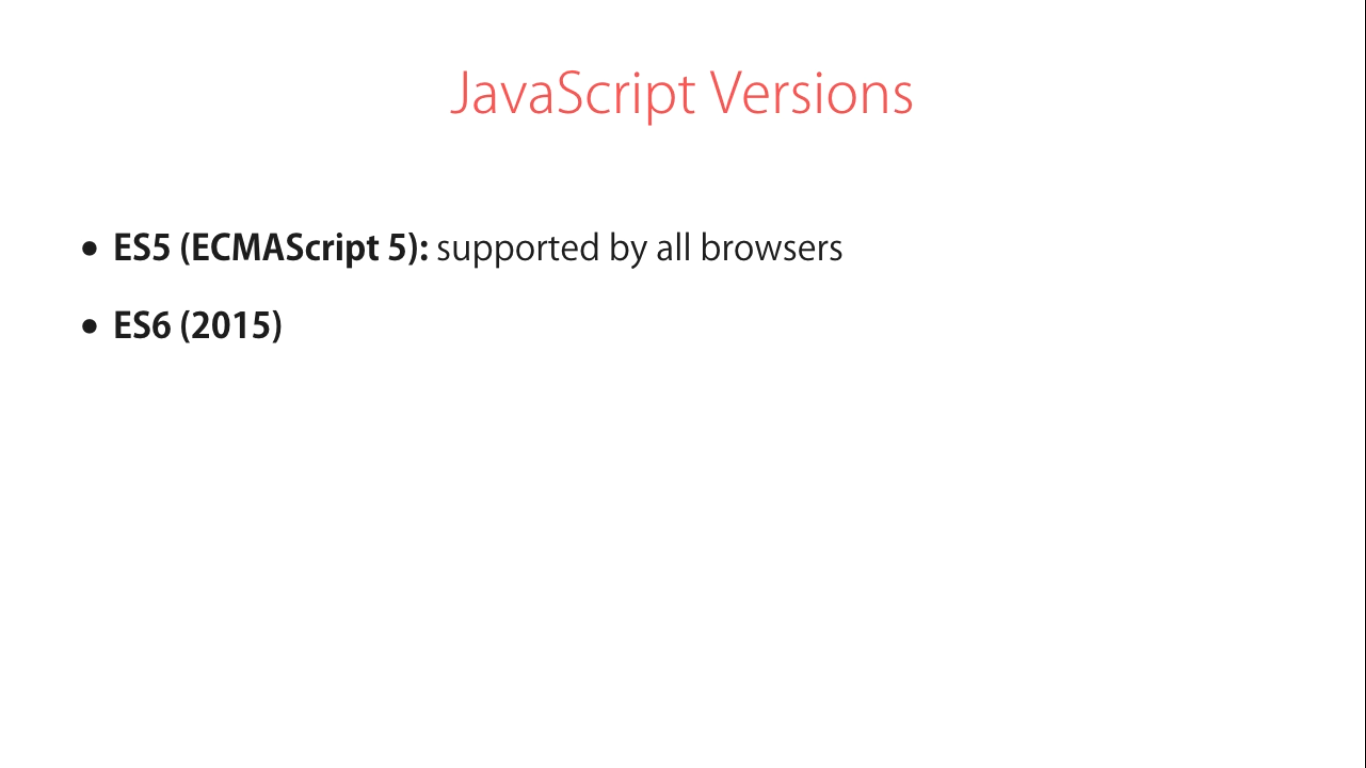 JavaScript Versions
• ES5 (ECMAScript 5): supported by all browsers
• ES6 (2015)